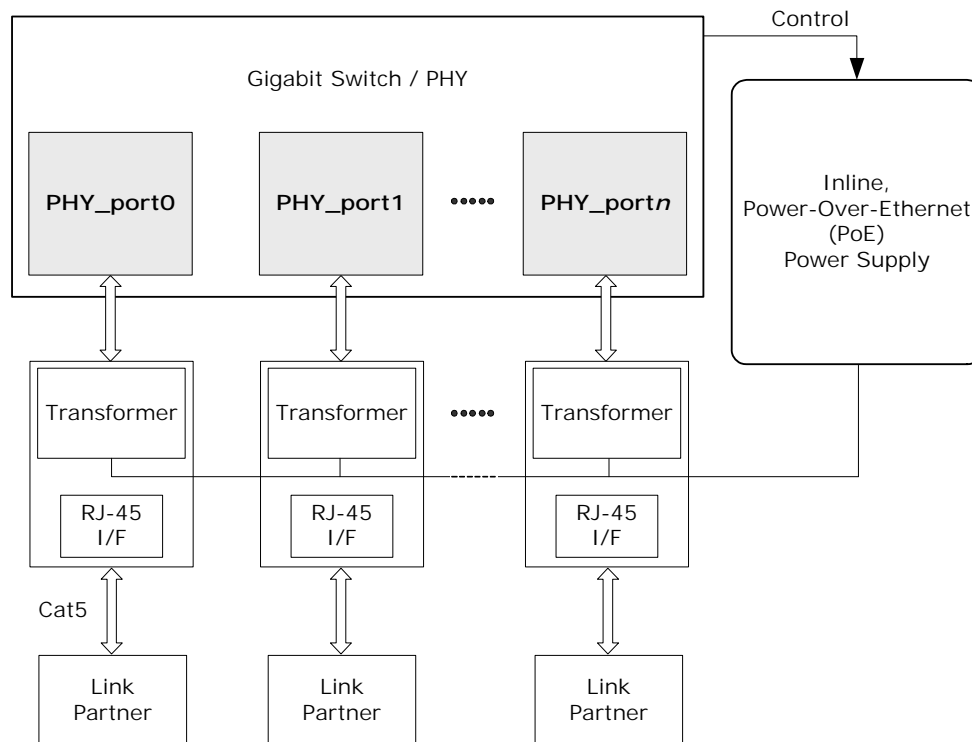 Control
Gigabit Switch / PHY
PHY_port0
PHY_port1
PHY_portn
Inline,
Power-Over-Ethernet
(PoE)
Power Supply
Transformer
Transformer
Transformer
RJ-45
I/F
RJ-45
I/F
RJ-45
I/F
Cat5
Link
Partner
Link
Partner
Link
Partner